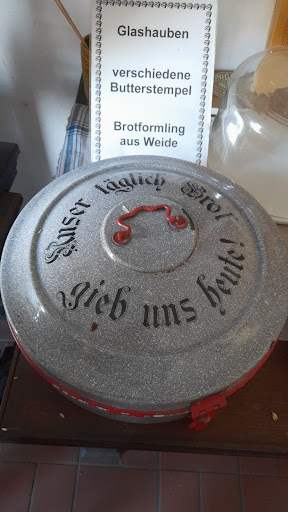 Glashauben
verschiedene
Butterstempel
Brotformling
aus Weide
Unser täglich Brot
gieb uns heute!